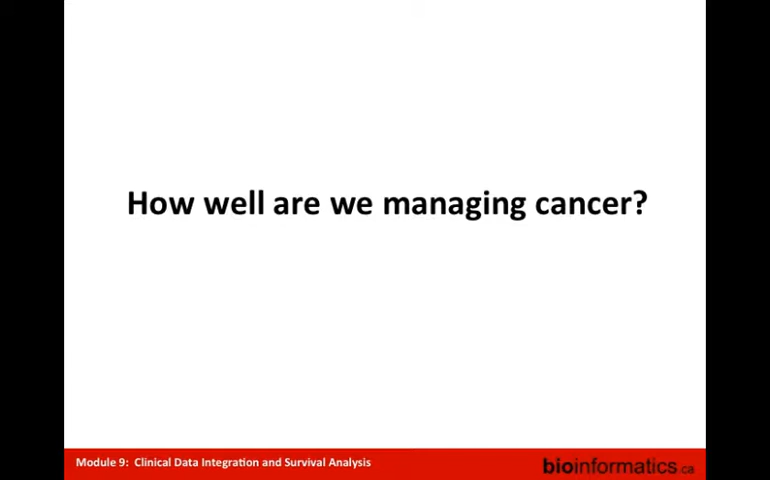 How well are we managing cancer?
Module 9: Clinical Data Integration and Survival Analysis
bioinformatics.ca